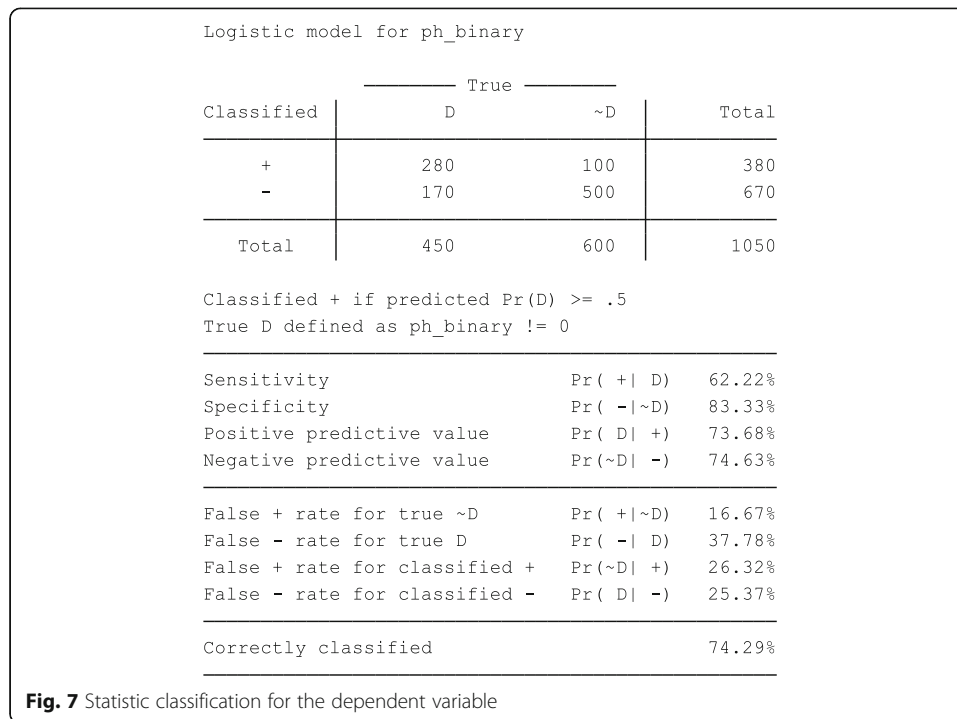 Logistic model for ph_binary
True
Classified D ~D Total
+ 280 100 380
- 170 500 670
Total 450 600 1050
Classified + if predicted Pr(D) >= .5
True D defined as ph_binary != 0
Sensitivity Pr( +| D) 62.22%
Specificity Pr( -|~D) 83.33%
Positive predictive value Pr( D| +) 73.68%
Negative predictive value Pr(~D| -) 74.63%
False + rate for true ~D Pr( +|~D) 16.67%
False - rate for true D Pr( -| D) 37.78%
False + rate for classified + Pr(~D| +) 26.32%
False - rate for classified - Pr( D| -) 25.37%
Correctly classified 74.29%
Fig. 7 Statistic classification for the dependent variable